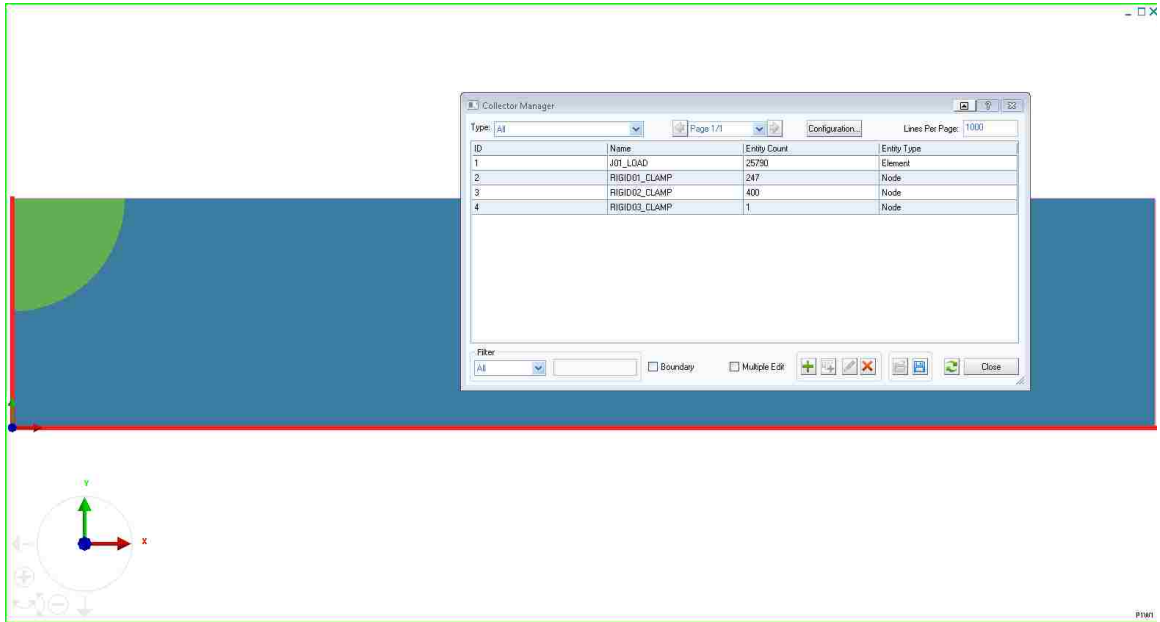 Collector Manager
Type: All Page 1/1 Configuration... Lines Per Page: 1000
ID Name Entity Count Entity Type
1 J01_LOAD 25790 Element
2 RIGID01_CLAMP 247 Node
3 RIGID02_CLAMP 400 Node
4 RIGID03_CLAMP 1 Node
Filter
All Boundary Multiple Edit Close
Y
X
P1W1